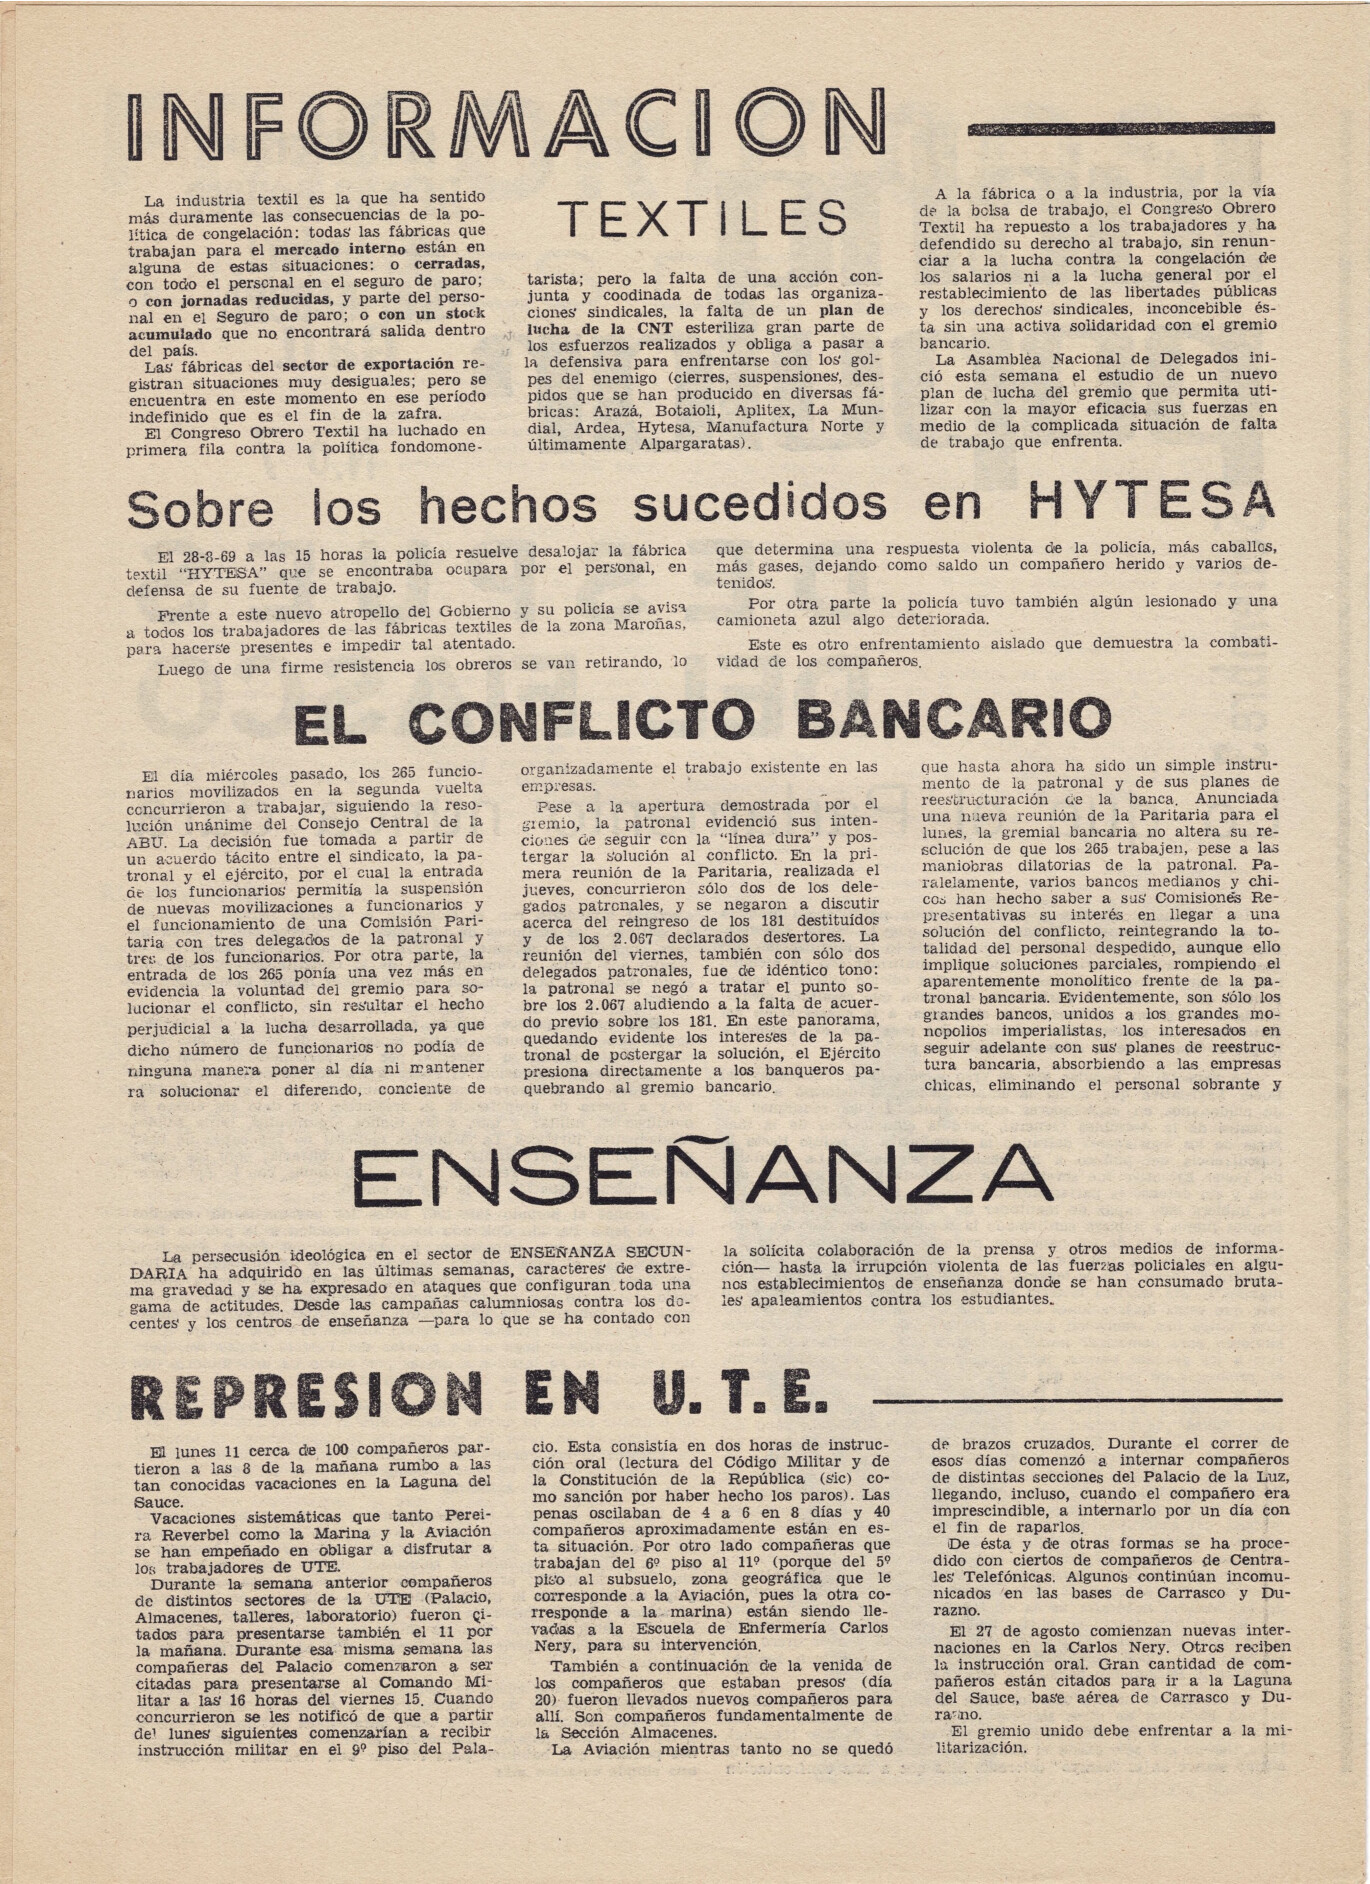 INFORMACION
La industria textil es la que ha sentido
más duramente las consecuencias de la po-
lítica de congelación: todas las fábricas que
trabajan para el mercado interno están en
alguna de estas situaciones: o cerradas,
con todo el personal en el seguro de paro;
o con jornadas reducidas, y parte del perso-
nal en el Seguro de paro; o con un stock
acumulado que no encontrará salida dentro
del país.
Las fábricas del sector de exportación re-
gistran situaciones muy desiguales; pero se
encuentra en este momento en ese período
indefinido que es el fin de la zafra.
El Congreso Obrero Textil ha luchado en
primera fila contra la política fondomone-
TEXTILES
tarista; pero la falta de una acción con-
junta y coodinada de todas las organiza-
ciones sindicales, la falta de un plan de
lucha de la CNT esteriliza gran parte de
los esfuerzos realizados y obliga a pasar a
la defensiva para enfrentarse con los gol-
pes del enemigo (cierres, suspensiones, des-
pidos que se han producido en diversas fá-
bricas: Arazá, Botaioli, Aplitex, La Mun-
dial, Ardea, Hytesa, Manufactura Norte y
últimamente Alpargaratas).
A la fábrica o a la industria, por la vía
de la bolsa de trabajo, el Congreso Obrero
Textil ha repuesto a los trabajadores y ha
defendido su derecho al trabajo, sin renun-
ciar a la lucha contra la congelación de
los salarios ni a la lucha general por el
restablecimiento de las libertades públicas
y los derechos sindicales, inconcebible és-
ta sin una activa solidaridad con el gremio
bancario.
La Asamblea Nacional de Delegados ini-
ció esta semana el estudio de un nuevo
plan de lucha del gremio que permita uti-
lizar con la mayor eficacia sus fuerzas en
medio de la complicada situación de falta
de trabajo que enfrenta.
Sobre los hechos sucedidos en HYTESA
El 28-8-69 a las 15 horas la policía resuelve desalojar la fábrica
textil "HYTESA" que se encontraba ocupara por el personal, en
defensa de su fuente de trabajo.
Frente a este nuevo atropello del Gobierno y su policía se avisa
a todos los trabajadores de las fábricas textiles de la zona Maroñas,
para hacerse presentes e impedir tal atentado.
Luego de una firme resistencia los obreros se van retirando, lo
que determina una respuesta violenta de la policía, más caballos,
más gases, dejando como saldo un compañero herido y varios de-
tenidos.
Por otra parte la policía tuvo también algún lesionado y una
camioneta azul algo deteriorada.
Este es otro enfrentamiento aislado que demuestra la combati-
vidad de los compañeros.
EL CONFLICTO BANCARIO
El día miércoles pasado, los 265 funcio-
narios movilizados en la segunda vuelta
concurrieron a trabajar, siguiendo la reso-
lución unánime del Consejo Central de la
ABU. La decisión fue tomada a partir de
un acuerdo tácito entre el sindicato, la pa-
tronal y el ejército, por el cual la entrada
de los funcionarios permitía la suspensión
de nuevas movilizaciones a funcionarios y
el funcionamiento de una Comisión Pari-
taria con tres delegados de la patronal y
tres de los funcionarios. Por otra parte, la
entrada de los 265 ponía una vez más en
evidencia la voluntad del gremio para so-
lucionar el conflicto, sin resultar el hecho
perjudicial a la lucha desarrollada, ya que
dicho número de funcionarios no podía de
ninguna manera poner al día ni mantener
ra solucionar el diferendo, conciente de
organizadamente el trabajo existente en las
empresas.
Pese a la apertura demostrada por el
gremio, la patronal evidenció sus inten-
ciones de seguir con la "línea dura" y pos-
tergar la solución al conflicto. En la pri-
mera reunión de la Paritaria, realizada el
jueves, concurrieron sólo dos de los dele-
gados patronales, y se negaron a discutir
acerca del reingreso de los 181 destituídos
y de los 2.067 declarados desertores. La
reunión del viernes, también con sólo dos
delegados patronales, fue de idéntico tono:
la patronal se negó a tratar el punto so-
bre los 2.067 aludiendo a la falta de acuer-
do previo sobre los 181. En este panorama,
quedando evidente los intereses de la pa-
tronal de postergar la solución, el Ejército
presiona directamente a los banqueros pa-
quebrando al gremio bancario.
que hasta ahora ha sido un simple instru-
mento de la patronal y de sus planes de
reestructuración de la banca. Anunciada
una nueva reunión de la Paritaria para el
lunes, la gremial bancaria no altera su re-
solución de que los 265 trabajen, pese a las
maniobras dilatorias de la patronal. Pa-
ralelamente, varios bancos medianos y chi-
cos han hecho saber a sus Comisiones Re-
presentativas su interés en llegar a una
solución del conflicto, reintegrando la to-
talidad del personal despedido, aunque ello
implique soluciones parciales, rompiendo el
aparentemente monolítico frente de la pa-
tronal bancaria. Evidentemente, son sólo los
grandes bancos, unidos a los grandes mo-
nopolios imperialistas, los interesados en
seguir adelante con sus planes de reestruc-
tura bancaria, absorbiendo a las empresas
chicas, eliminando el personal sobrante y
ENSEÑANZA
La persecusión ideológica en el sector de ENSEÑANZA SECUN-
DARIA ha adquirido en las últimas semanas, caracteres de extre-
ma gravedad y se ha expresado en ataques que configuran toda una
gama de actitudes. Desde las campañas calumniosas contra los do-
centes y los centros de enseñanza —para lo que se ha contado con
la solícita colaboración de la prensa y otros medios de informa-
ción— hasta la irrupción violenta de las fuerzas policiales en algu-
nos establecimientos de enseñanza donde se han consumado bruta-
les apaleamientos contra los estudiantes.
REPRESION EN U.T.E.
El lunes 11 cerca de 100 compañeros par-
tieron a las 8 de la mañana rumbo a las
tan conocidas vacaciones en la Laguna del
Sauce.
Vacaciones sistemáticas que tanto Perei-
ra Reverbel como la Marina y la Aviación
se han empeñado en obligar a disfrutar a
los trabajadores de UTE.
Durante la semana anterior compañeros
de distintos sectores de la UTE (Palacio,
Almacenes, talleres, laboratorio) fueron ci-
tados para presentarse también el 11 por
la mañana. Durante esa misma semana las
compañeras del Palacio comenzaron a ser
citadas para presentarse al Comando Mi-
litar a las 16 horas del viernes 15. Cuando
concurrieron se les notificó de que a partir
del lunes siguientes comenzarían a recibir
instrucción militar en el 9º piso del Pala-
cio. Esta consistía en dos horas de instruc-
ción oral (lectura del Código Militar y de
la Constitución de la República (sic) co-
mo sanción por haber hecho los paros). Las
penas oscilaban de 4 a 6 en 8 días y 40
compañeros aproximadamente están en es-
ta situación. Por otro lado compañeras que
trabajan del 6º piso al 11º (porque del 5º
piso al subsuelo, zona geográfica que le
corresponde a la Aviación, pues la otra co-
rresponde a la marina) están siendo lle-
vadas a la Escuela de Enfermería Carlos
Nery, para su intervención.
También a continuación de la venida de
los compañeros que estaban presos (día
20) fueron llevados nuevos compañeros para
allí. Son compañeros fundamentalmente de
la Sección Almacenes.
La Aviación mientras tanto no se quedó
de brazos cruzados. Durante el correr de
esos días comenzó a internar compañeros
de distintas secciones del Palacio de la Luz,
llegando, incluso, cuando el compañero era
imprescindible, a internarlo por un día con
el fin de raparlos.
De ésta y de otras formas se ha proce-
dido con ciertos de compañeros de Centra-
les Telefónicas. Algunos continúan incomu-
nicados en las bases de Carrasco y Du-
razno.
El 27 de agosto comienzan nuevas inter-
naciones en la Carlos Nery. Otros reciben
la instrucción oral. Gran cantidad de com-
pañeros están citados para ir a la Laguna
del Sauce, base aérea de Carrasco y Du-
razno.
El gremio unido debe enfrentar a la mi-
litarización.